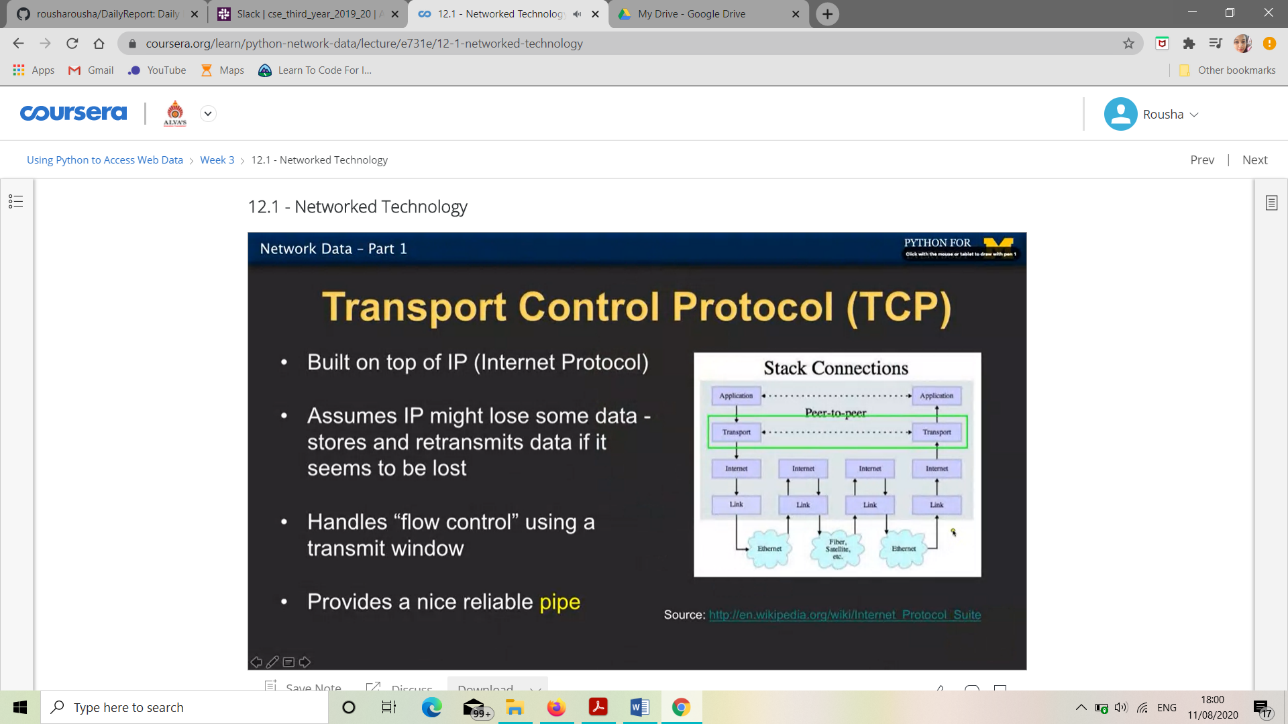 roushanadaily/daily
Slack | cse_third_year_2019_20 | A
12.1 - Networked Technolog
My Drive - Google Drive
coursera.org/learn/python-network-data/lecture/e731e/12-1-networked-technology
Apps
Gmail
YouTube
Maps
Learn To Code For I...
Other bookmarks
coursera
ALVA'S
Rousha
Using Python to Access Web Data > Week 3 > 12.1 - Networked Technology
Prev | Next
12.1 - Networked Technology
Network Data – Part 1
PYTHON FOR
Click with the mouse or tablet to draw with pen 1
Transport Control Protocol (TCP)
• Built on top of IP (Internet Protocol)
• Assumes IP might lose some data -
stores and retransmits data if it
seems to be lost
• Handles “flow control” using a
transmit window
• Provides a nice reliable pipe
Stack Connections
Application Application
Peer-to-peer
Transport Transport
Internet Internet Internet Internet
Link Link Link Link
Ethernet
Fiber,
Satellite,
etc.
Ethernet
Source: http://en.wikipedia.org/wiki/Internet_Protocol_Suite
Save Note
Discuss
Download
Type here to search
99+
ENG
18:00
11/08/2020
17